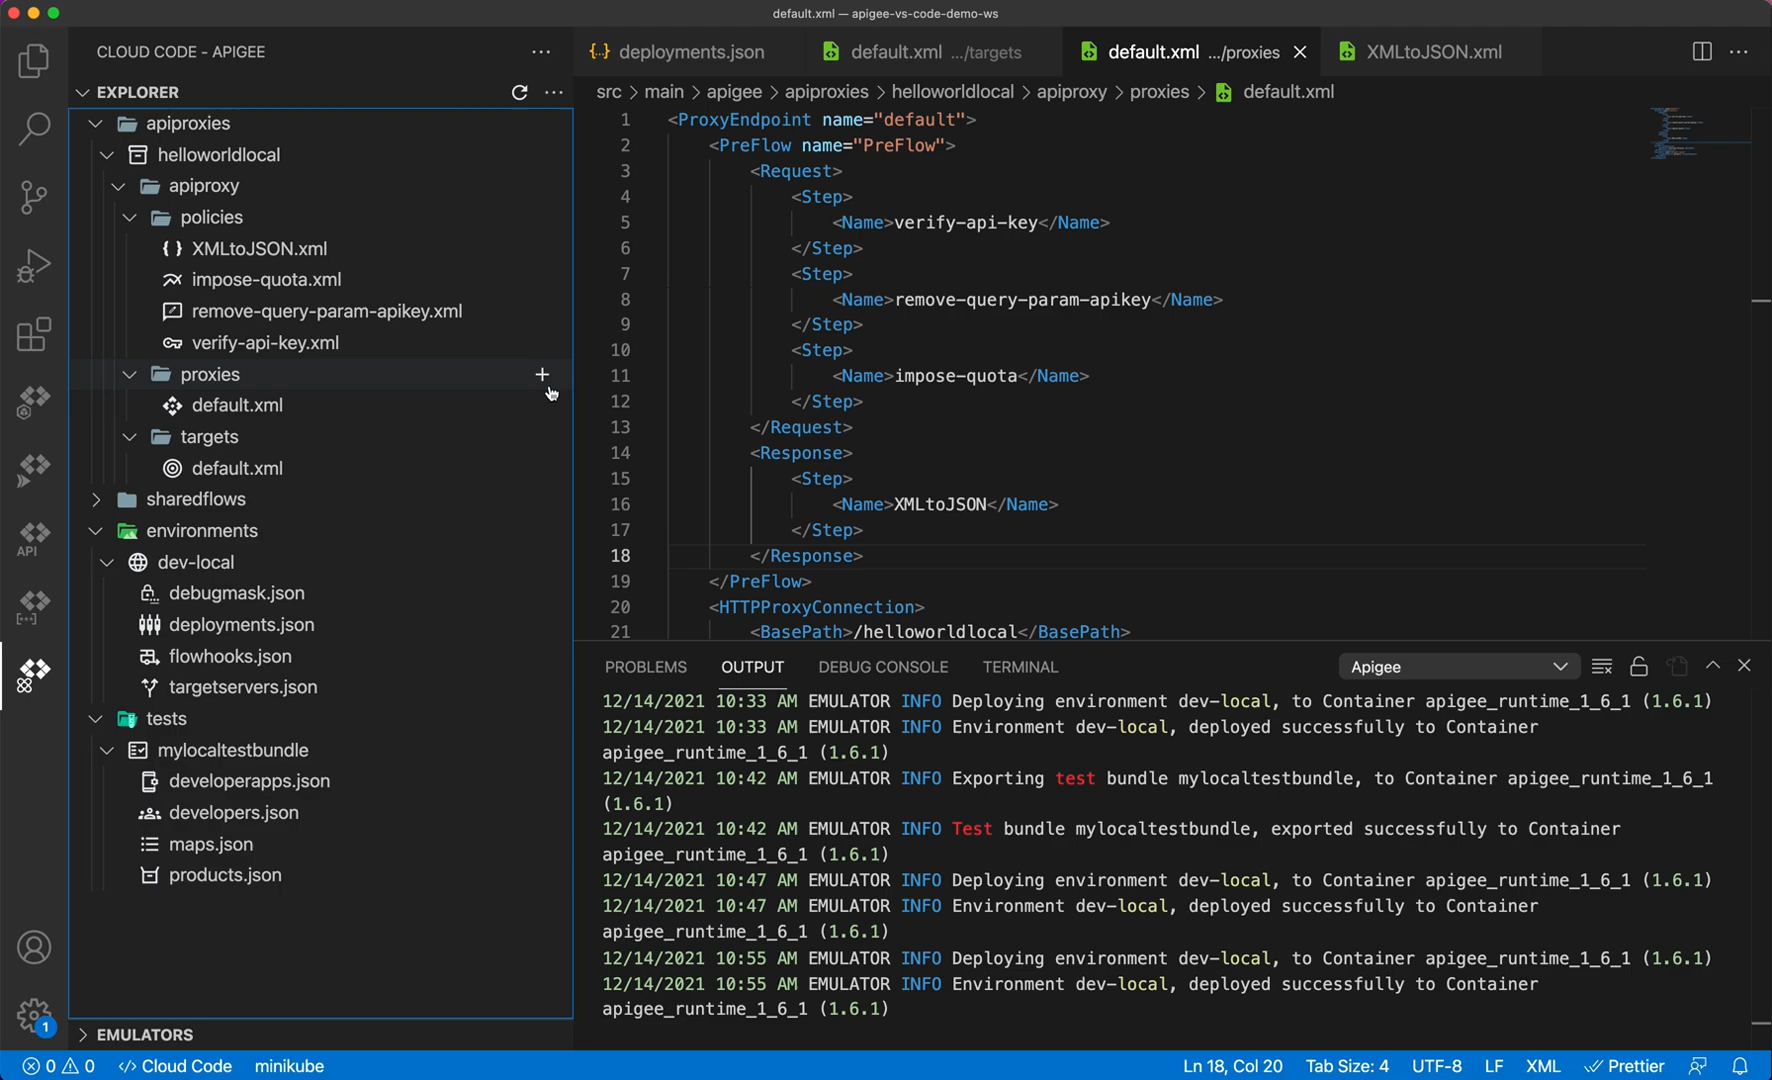 default.xml — apigee-vs-code-demo-ws
CLOUD CODE - APIGEE
EXPLORER
apiproxies
helloworldlocal
apiproxy
policies
XMLtoJSON.xml
impose-quota.xml
remove-query-param-apikey.xml
verify-api-key.xml
proxies
default.xml
targets
default.xml
sharedflows
environments
dev-local
debugmask.json
deployments.json
flowhooks.json
targetservers.json
tests
mylocaltestbundle
developerapps.json
developers.json
maps.json
products.json
EMULATORS
API
1
deployments.json default.xml .../targets default.xml .../proxies XMLtoJSON.xml
src > main > apigee > apiproxies > helloworldlocal > apiproxy > proxies > default.xml
1 <ProxyEndpoint name="default">
2 <PreFlow name="PreFlow">
3 <Request>
4 <Step>
5 <Name>verify-api-key</Name>
6 </Step>
7 <Step>
8 <Name>remove-query-param-apikey</Name>
9 </Step>
10 <Step>
11 <Name>impose-quota</Name>
12 </Step>
13 </Request>
14 <Response>
15 <Step>
16 <Name>XMLtoJSON</Name>
17 </Step>
18 </Response>
19 </PreFlow>
20 <HTTPProxyConnection>
21 <BasePath>/helloworldlocal</BasePath>
PROBLEMS OUTPUT DEBUG CONSOLE TERMINAL Apigee
12/14/2021 10:33 AM EMULATOR INFO Deploying environment dev-local, to Container apigee_runtime_1_6_1 (1.6.1)
12/14/2021 10:33 AM EMULATOR INFO Environment dev-local, deployed successfully to Container
apigee_runtime_1_6_1 (1.6.1)
12/14/2021 10:42 AM EMULATOR INFO Exporting test bundle mylocaltestbundle, to Container apigee_runtime_1_6_1
(1.6.1)
12/14/2021 10:42 AM EMULATOR INFO Test bundle mylocaltestbundle, exported successfully to Container
apigee_runtime_1_6_1 (1.6.1)
12/14/2021 10:47 AM EMULATOR INFO Deploying environment dev-local, to Container apigee_runtime_1_6_1 (1.6.1)
12/14/2021 10:47 AM EMULATOR INFO Environment dev-local, deployed successfully to Container
apigee_runtime_1_6_1 (1.6.1)
12/14/2021 10:55 AM EMULATOR INFO Deploying environment dev-local, to Container apigee_runtime_1_6_1 (1.6.1)
12/14/2021 10:55 AM EMULATOR INFO Environment dev-local, deployed successfully to Container
apigee_runtime_1_6_1 (1.6.1)
0 0 Cloud Code minikube Ln 18, Col 20 Tab Size: 4 UTF-8 LF XML Prettier